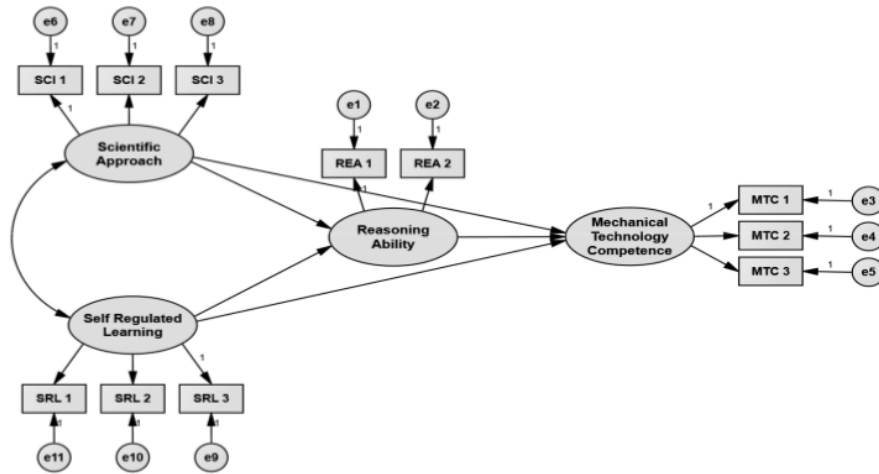 e6 e7 e8
1 1 1
SCI 1 SCI 2 SCI 3
1
e1 e2
Scientific
Approach
1 1
REA 1 REA 2
1
Reasoning
Ability
Mechanical
Technology
Competence
1 MTC 1 1 e3
MTC 2 1 e4
MTC 3 1 e5
Self Regulated
Learning
1
SRL 1 SRL 2 SRL 3
1 1 1
e11 e10 e9